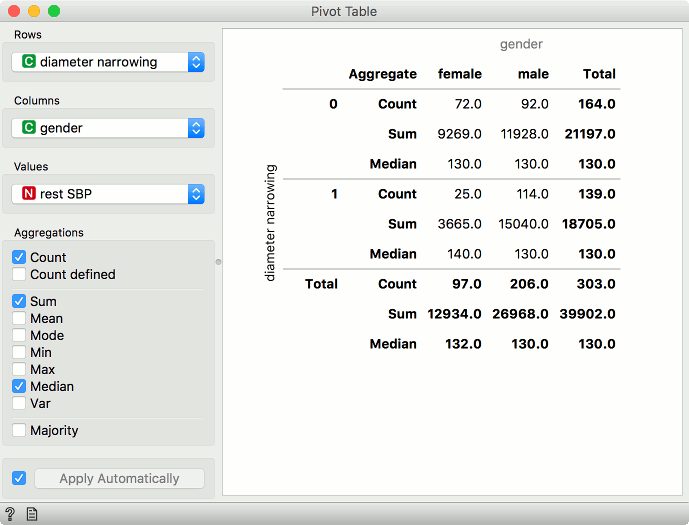 Pivot Table
Rows
C diameter narrowing
Columns
C gender
Values
N rest SBP
Aggregations
Count
Count defined
Sum
Mean
Mode
Min
Max
Median
Var
Majority
Apply Automatically
?
gender
Aggregate female male Total
diameter narrowing
0 Count 72.0 92.0 164.0
Sum 9269.0 11928.0 21197.0
Median 130.0 130.0 130.0
1 Count 25.0 114.0 139.0
Sum 3665.0 15040.0 18705.0
Median 140.0 130.0 130.0
Total Count 97.0 206.0 303.0
Sum 12934.0 26968.0 39902.0
Median 132.0 130.0 130.0